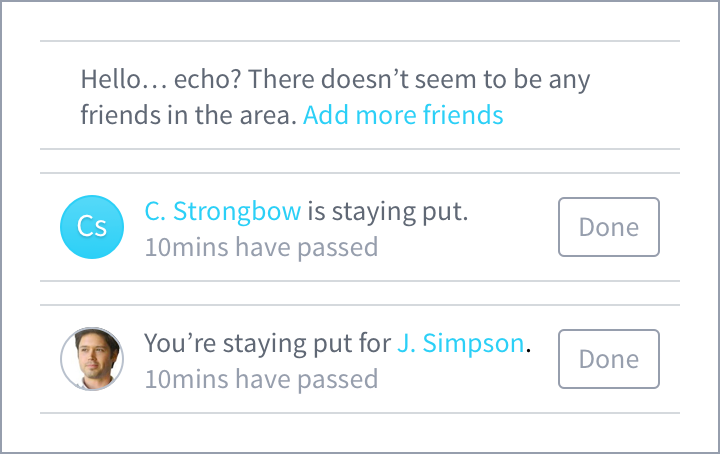 Hello… echo? There doesn’t seem to be any
friends in the area. Add more friends
Cs
C. Strongbow is staying put.
10mins have passed
Done
You’re staying put for J. Simpson.
10mins have passed
Done